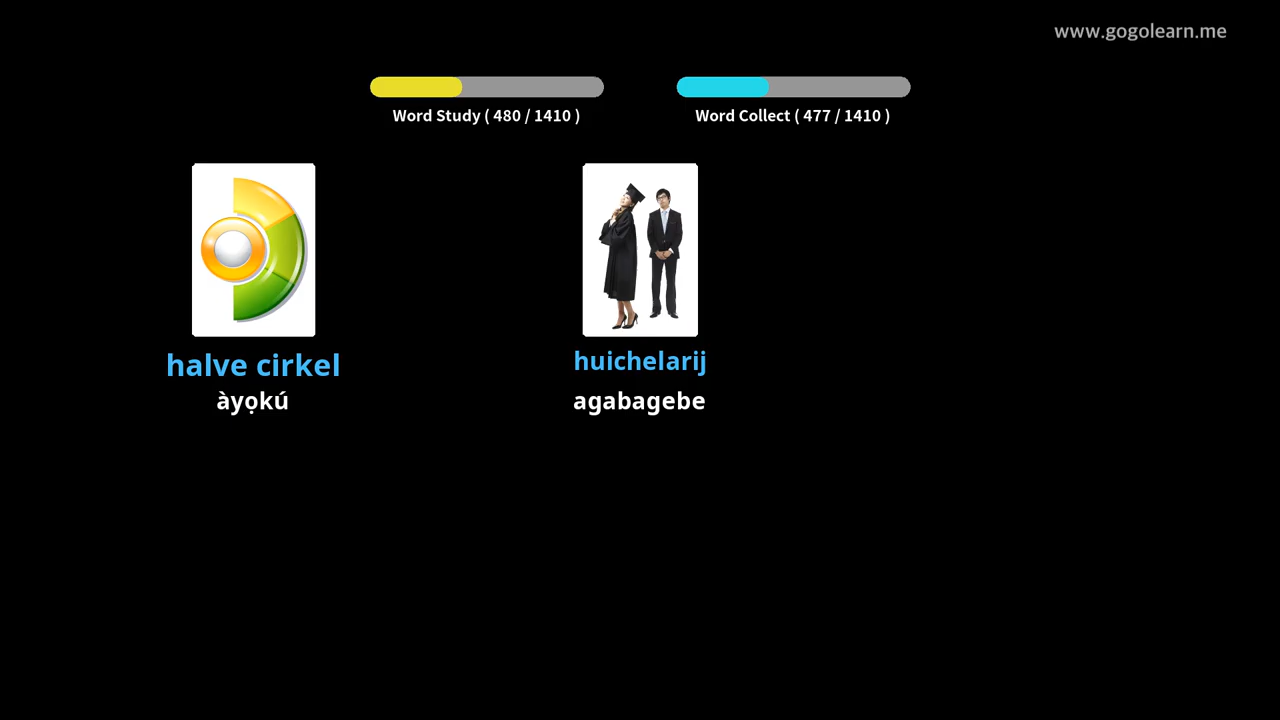 www.gogolearn.me
Word Study ( 480 / 1410 )
Word Collect ( 477 / 1410 )
halve cirkel
àyọkú
huichelarij
agabagebe